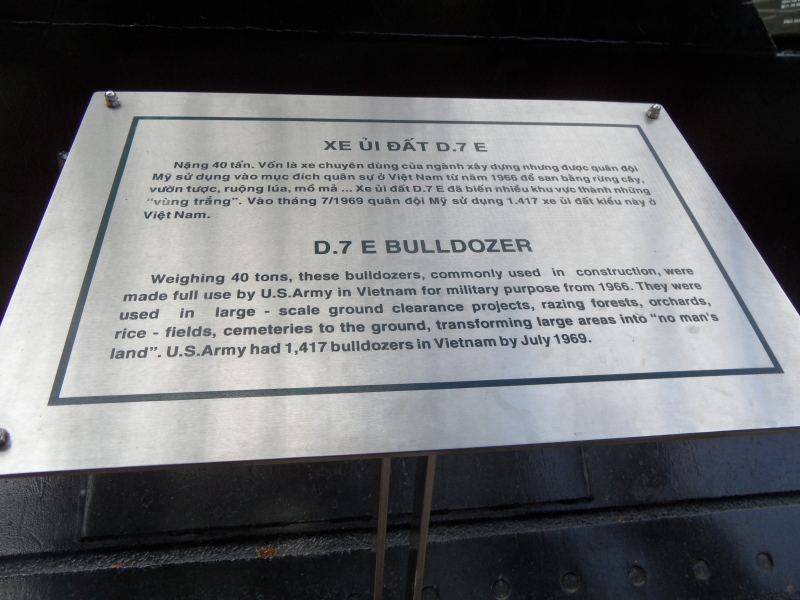 XE ỦI ĐẤT D.7 E
Nặng 40 tấn. Vốn là xe chuyên dùng của ngành xây dựng nhưng được quân đội
Mỹ sử dụng vào mục đích quân sự ở Việt Nam từ năm 1966 để san bằng rừng cây,
vườn tược, ruộng lúa, mồ mả ... Xe ủi đất D.7 E đã biến nhiều khu vực thành những
"vùng trắng". Vào tháng 7/1969 quân đội Mỹ sử dụng 1.417 xe ủi đất kiểu này ở
Việt Nam.
D.7 E BULLDOZER
Weighing 40 tons, these bulldozers, commonly used in construction, were
made full use by U.S.Army in Vietnam for military purpose from 1966. They were
used in large - scale ground clearance projects, razing forests, orchards,
rice - fields, cemeteries to the ground, transforming large areas into "no man's
land". U.S.Army had 1,417 bulldozers in Vietnam by July 1969.